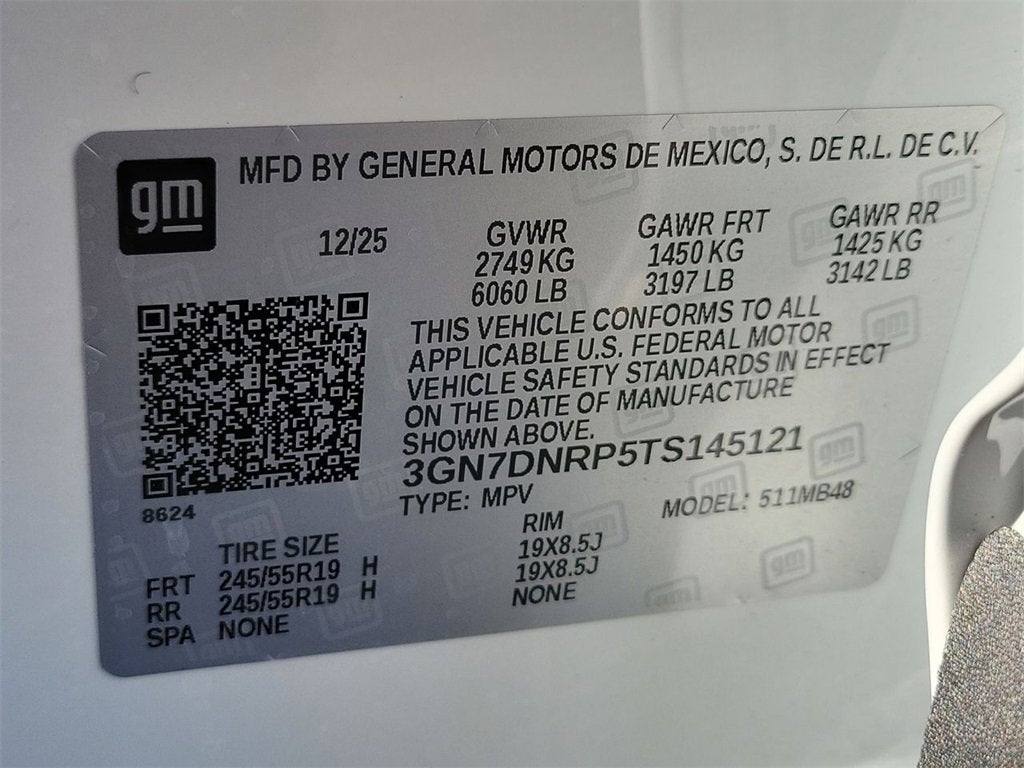 gm
MFD BY GENERAL MOTORS DE MEXICO, S. DE R.L. DE C.V.
12/25
GVWR GAWR FRT GAWR RR
2749 KG 1450 KG 1425 KG
6060 LB 3197 LB 3142 LB
THIS VEHICLE CONFORMS TO ALL
APPLICABLE U.S. FEDERAL MOTOR
VEHICLE SAFETY STANDARDS IN EFFECT
ON THE DATE OF MANUFACTURE
SHOWN ABOVE.
3GN7DNRP5TS145121
TYPE: MPV MODEL: 511MB48
8624
TIRE SIZE RIM
FRT 245/55R19 H 19X8.5J
RR 245/55R19 H 19X8.5J
SPA NONE NONE